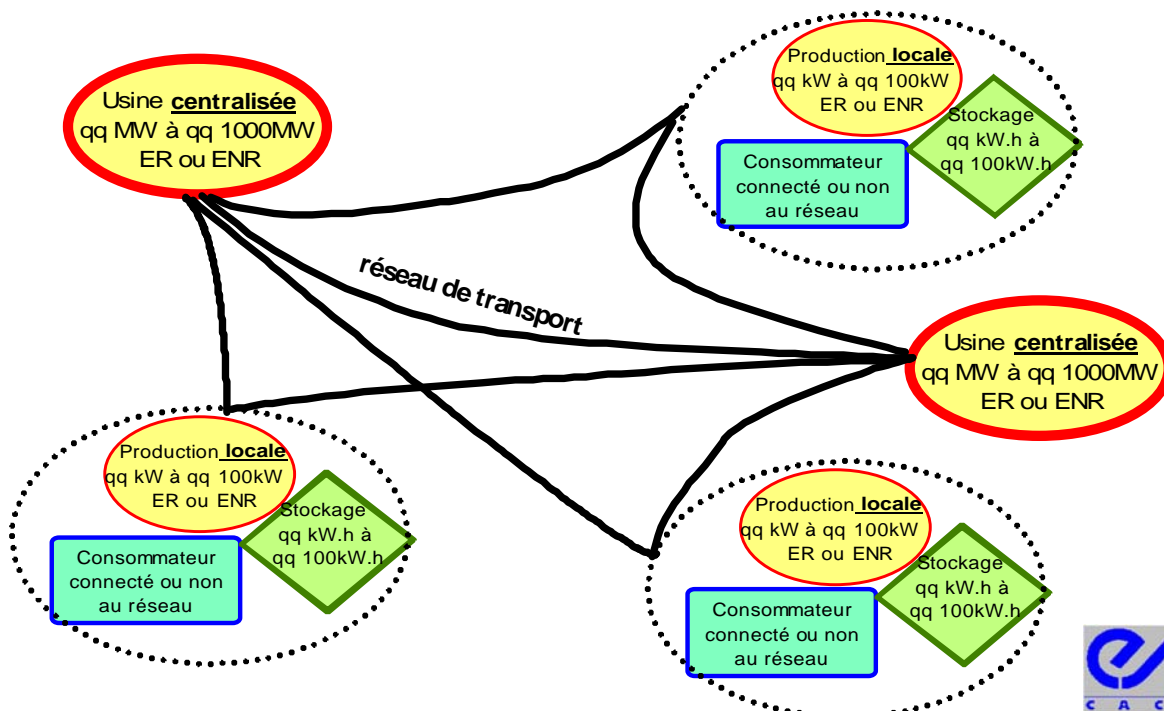 Usine centralisée
qq MW à qq 1000MW
ER ou ENR
Production locale
qq kW à qq 100kW
ER ou ENR
Stockage
qq kW.h à
qq 100kW.h
Consommateur
connecté ou non
au réseau
réseau de transport
Usine centralisée
qq MW à qq 1000MW
ER ou ENR
Production locale
qq kW à qq 100kW
ER ou ENR
Stockage
qq kW.h à
qq 100kW.h
Consommateur
connecté ou non
au réseau
Production locale
qq kW à qq 100kW
ER ou ENR
Stockage
qq kW.h à
qq 100kW.h
Consommateur
connecté ou non
au réseau
C A C